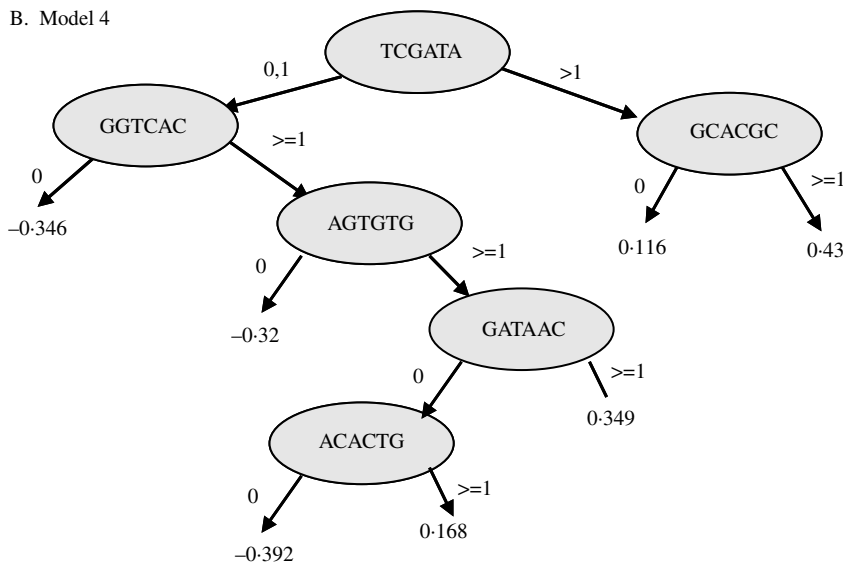 B. Model 4
TCGATA
0,1
>1
GGTCAC
GCACGC
0
>=1
0
>=1
–0·346
AGTGTG
0·116
0·43
0
>=1
–0·32
GATAAC
0
>=1
0·349
ACACTG
0
>=1
–0·392
0·168